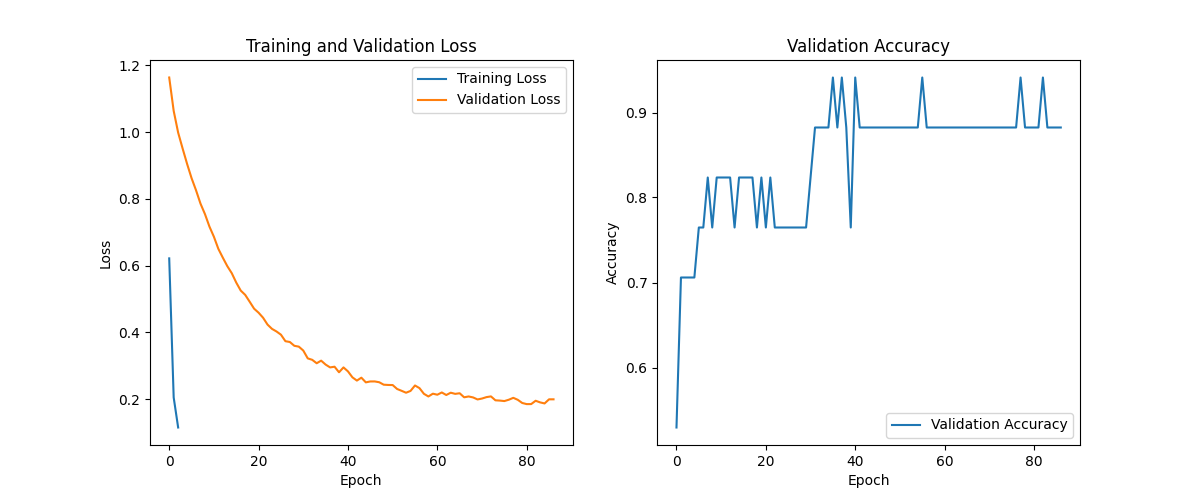 Training and Validation Loss
1.2
1.0
0.8
0.6
0.4
0.2
Loss
0
20
40
60
80
Epoch
Training Loss
Validation Loss
Validation Accuracy
0.9
0.8
0.7
0.6
Accuracy
0
20
40
60
80
Epoch
Validation Accuracy